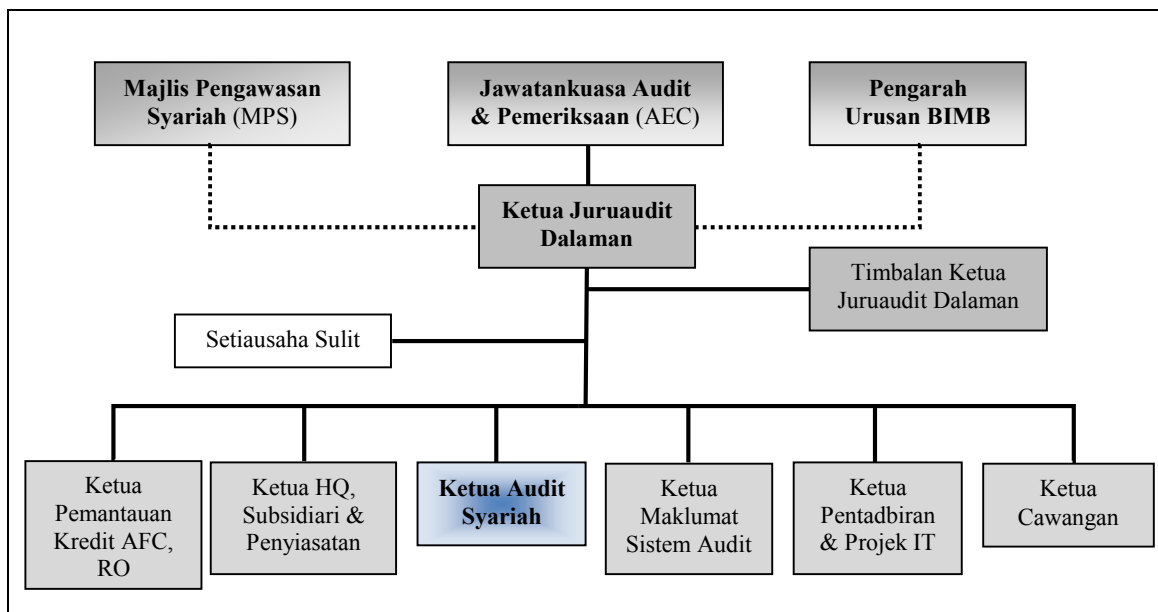 Majlis Pengawasan
Syariah (MPS)
Jawatankuasa Audit
& Pemeriksaan (AEC)
Pengarah
Urusan BIMB
Ketua Juruaudit
Dalaman
Timbalan Ketua
Juruaudit Dalaman
Setiausaha Sulit
Ketua
Pemantauan
Kredit AFC,
RO
Ketua HQ,
Subsidiari &
Penyiasatan
Ketua Audit
Syariah
Ketua
Maklumat
Sistem Audit
Ketua
Pentadbiran
& Projek IT
Ketua
Cawangan